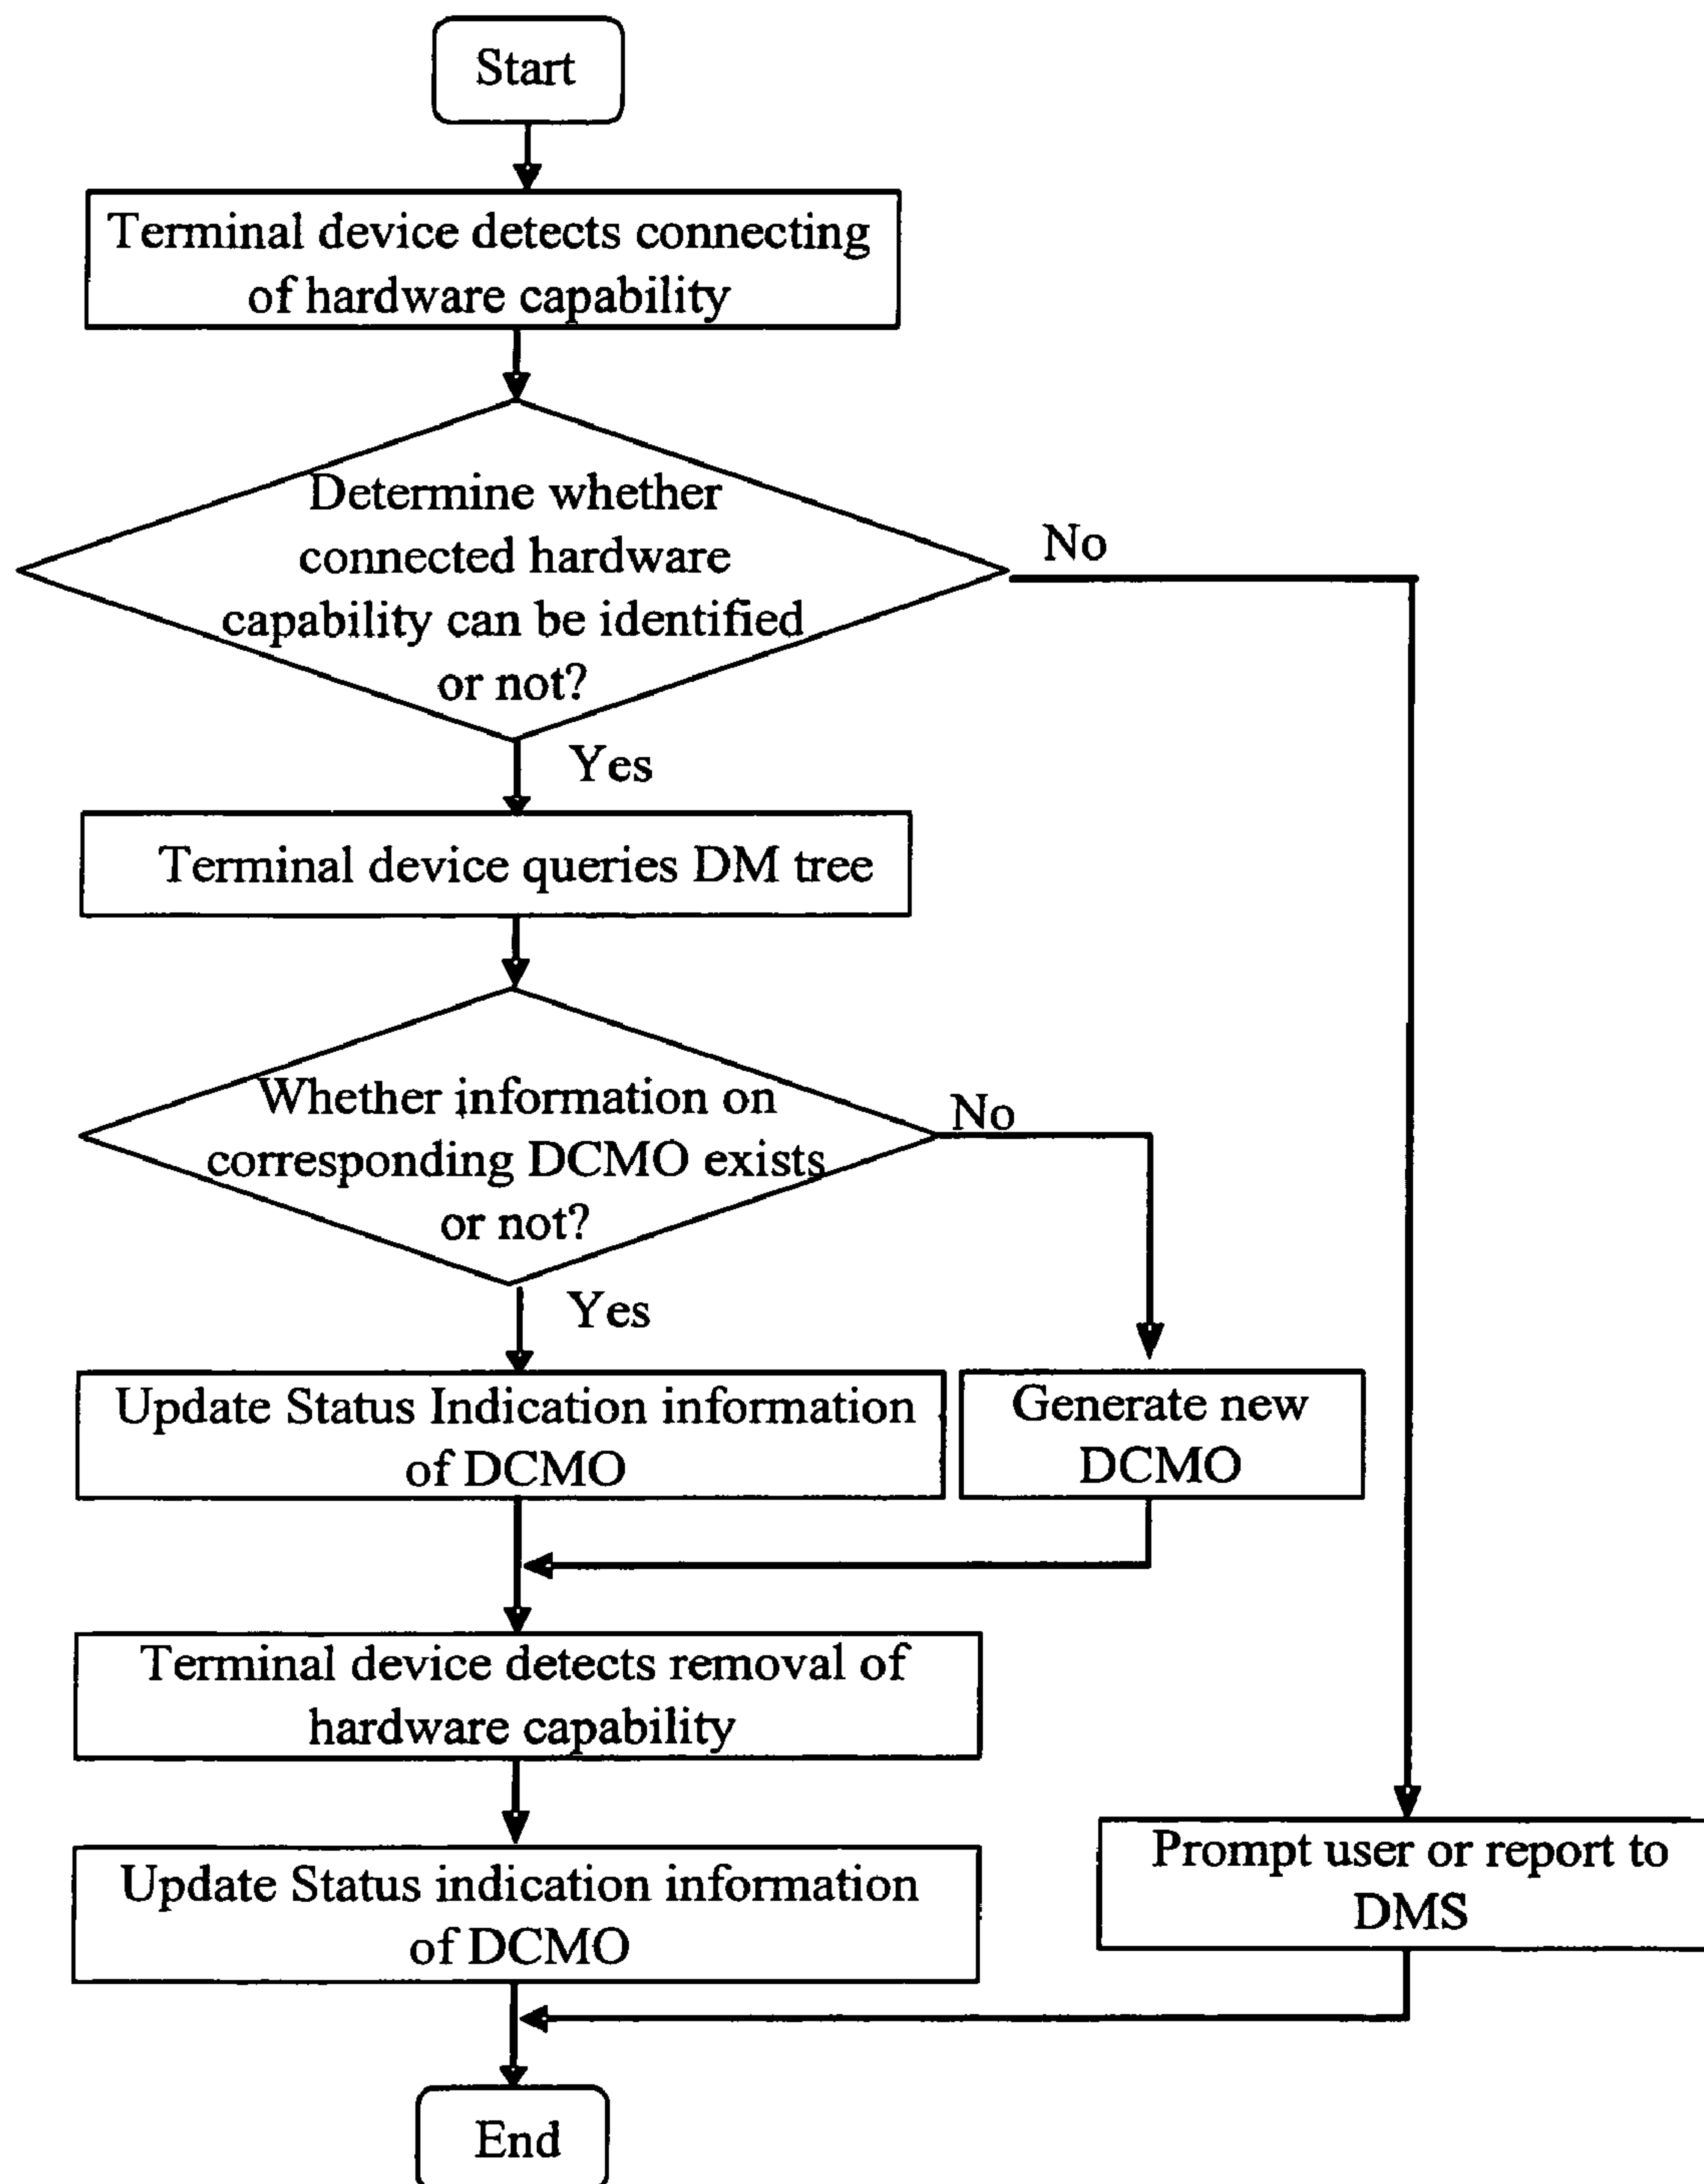 Start
Terminal device detects connecting
of hardware capability
Determine whether
connected hardware
capability can be identified
or not?
No
Yes
Terminal device queries DM tree
Whether information on
corresponding DCMO exists
or not?
No
Yes
Update Status Indication information
of DCMO
Generate new
DCMO
Terminal device detects removal of
hardware capability
Update Status indication information
of DCMO
Prompt user or report to
DMS
End